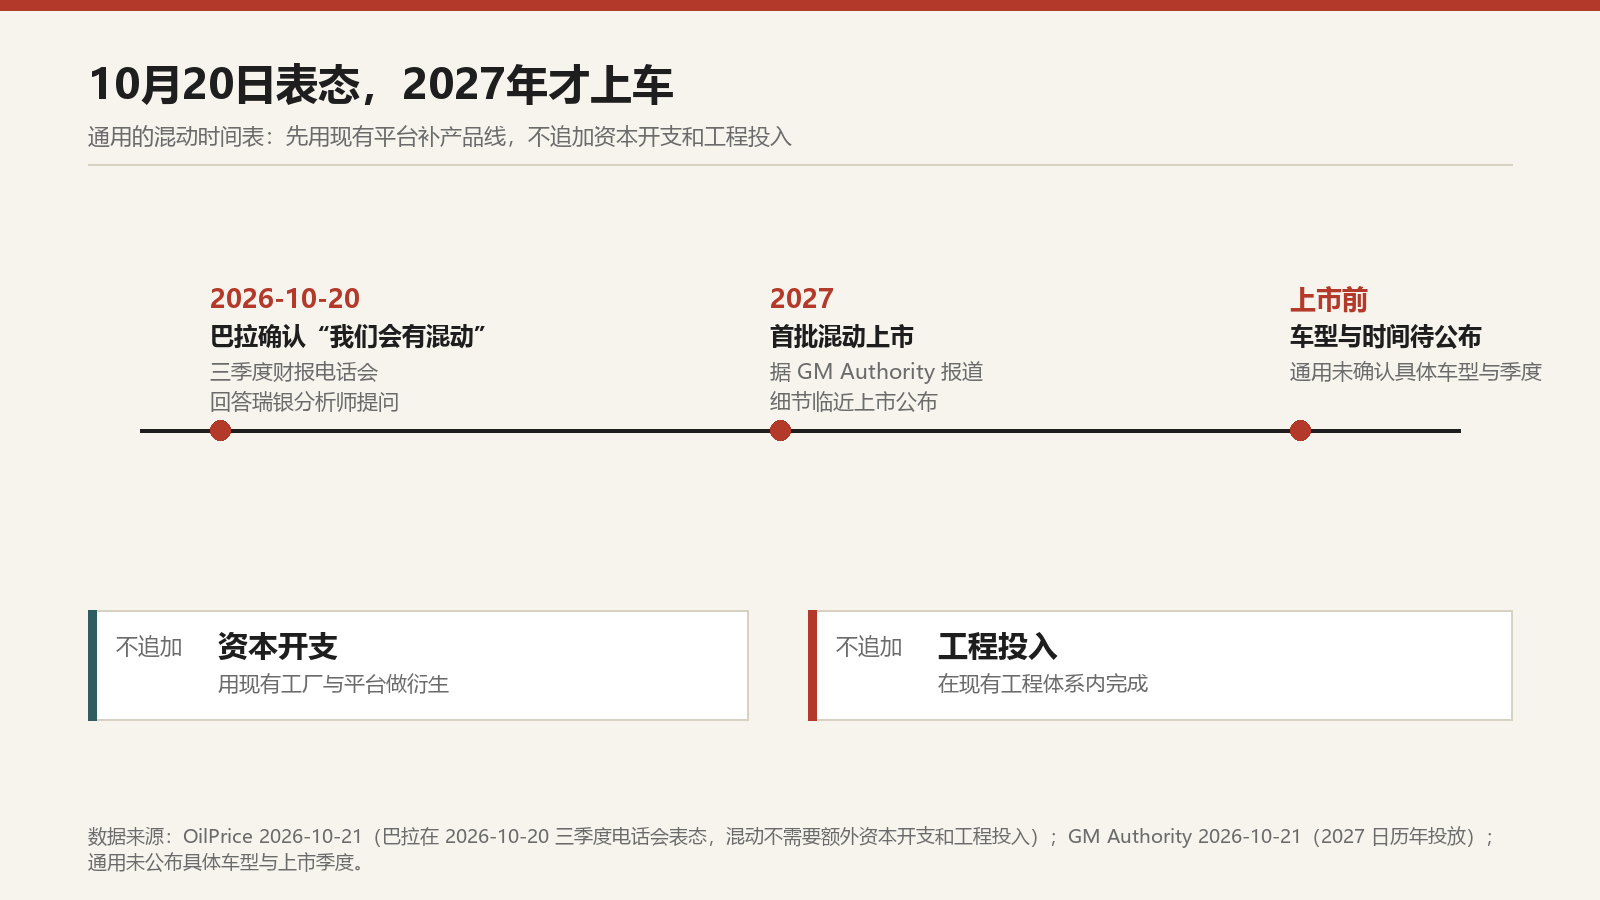 10月20日表态，2027年才上车
通用的混动时间表：先用现有平台补产品线，不追加资本开支和工程投入
2026-10-20
巴拉确认“我们会有混动”
三季度财报电话会
回答瑞银分析师提问
2027
首批混动上市
据 GM Authority 报道
细节临近上市公布
上市前
车型与时间待公布
通用未确认具体车型与季度
不追加 资本开支
用现有工厂与平台做衍生
不追加 工程投入
在现有工程体系内完成
数据来源：OilPrice 2026-10-21（巴拉在 2026-10-20 三季度电话会表态，混动不需要额外资本开支和工程投入）；GM Authority 2026-10-21（2027 日历年投放）；
通用未公布具体车型与上市季度。